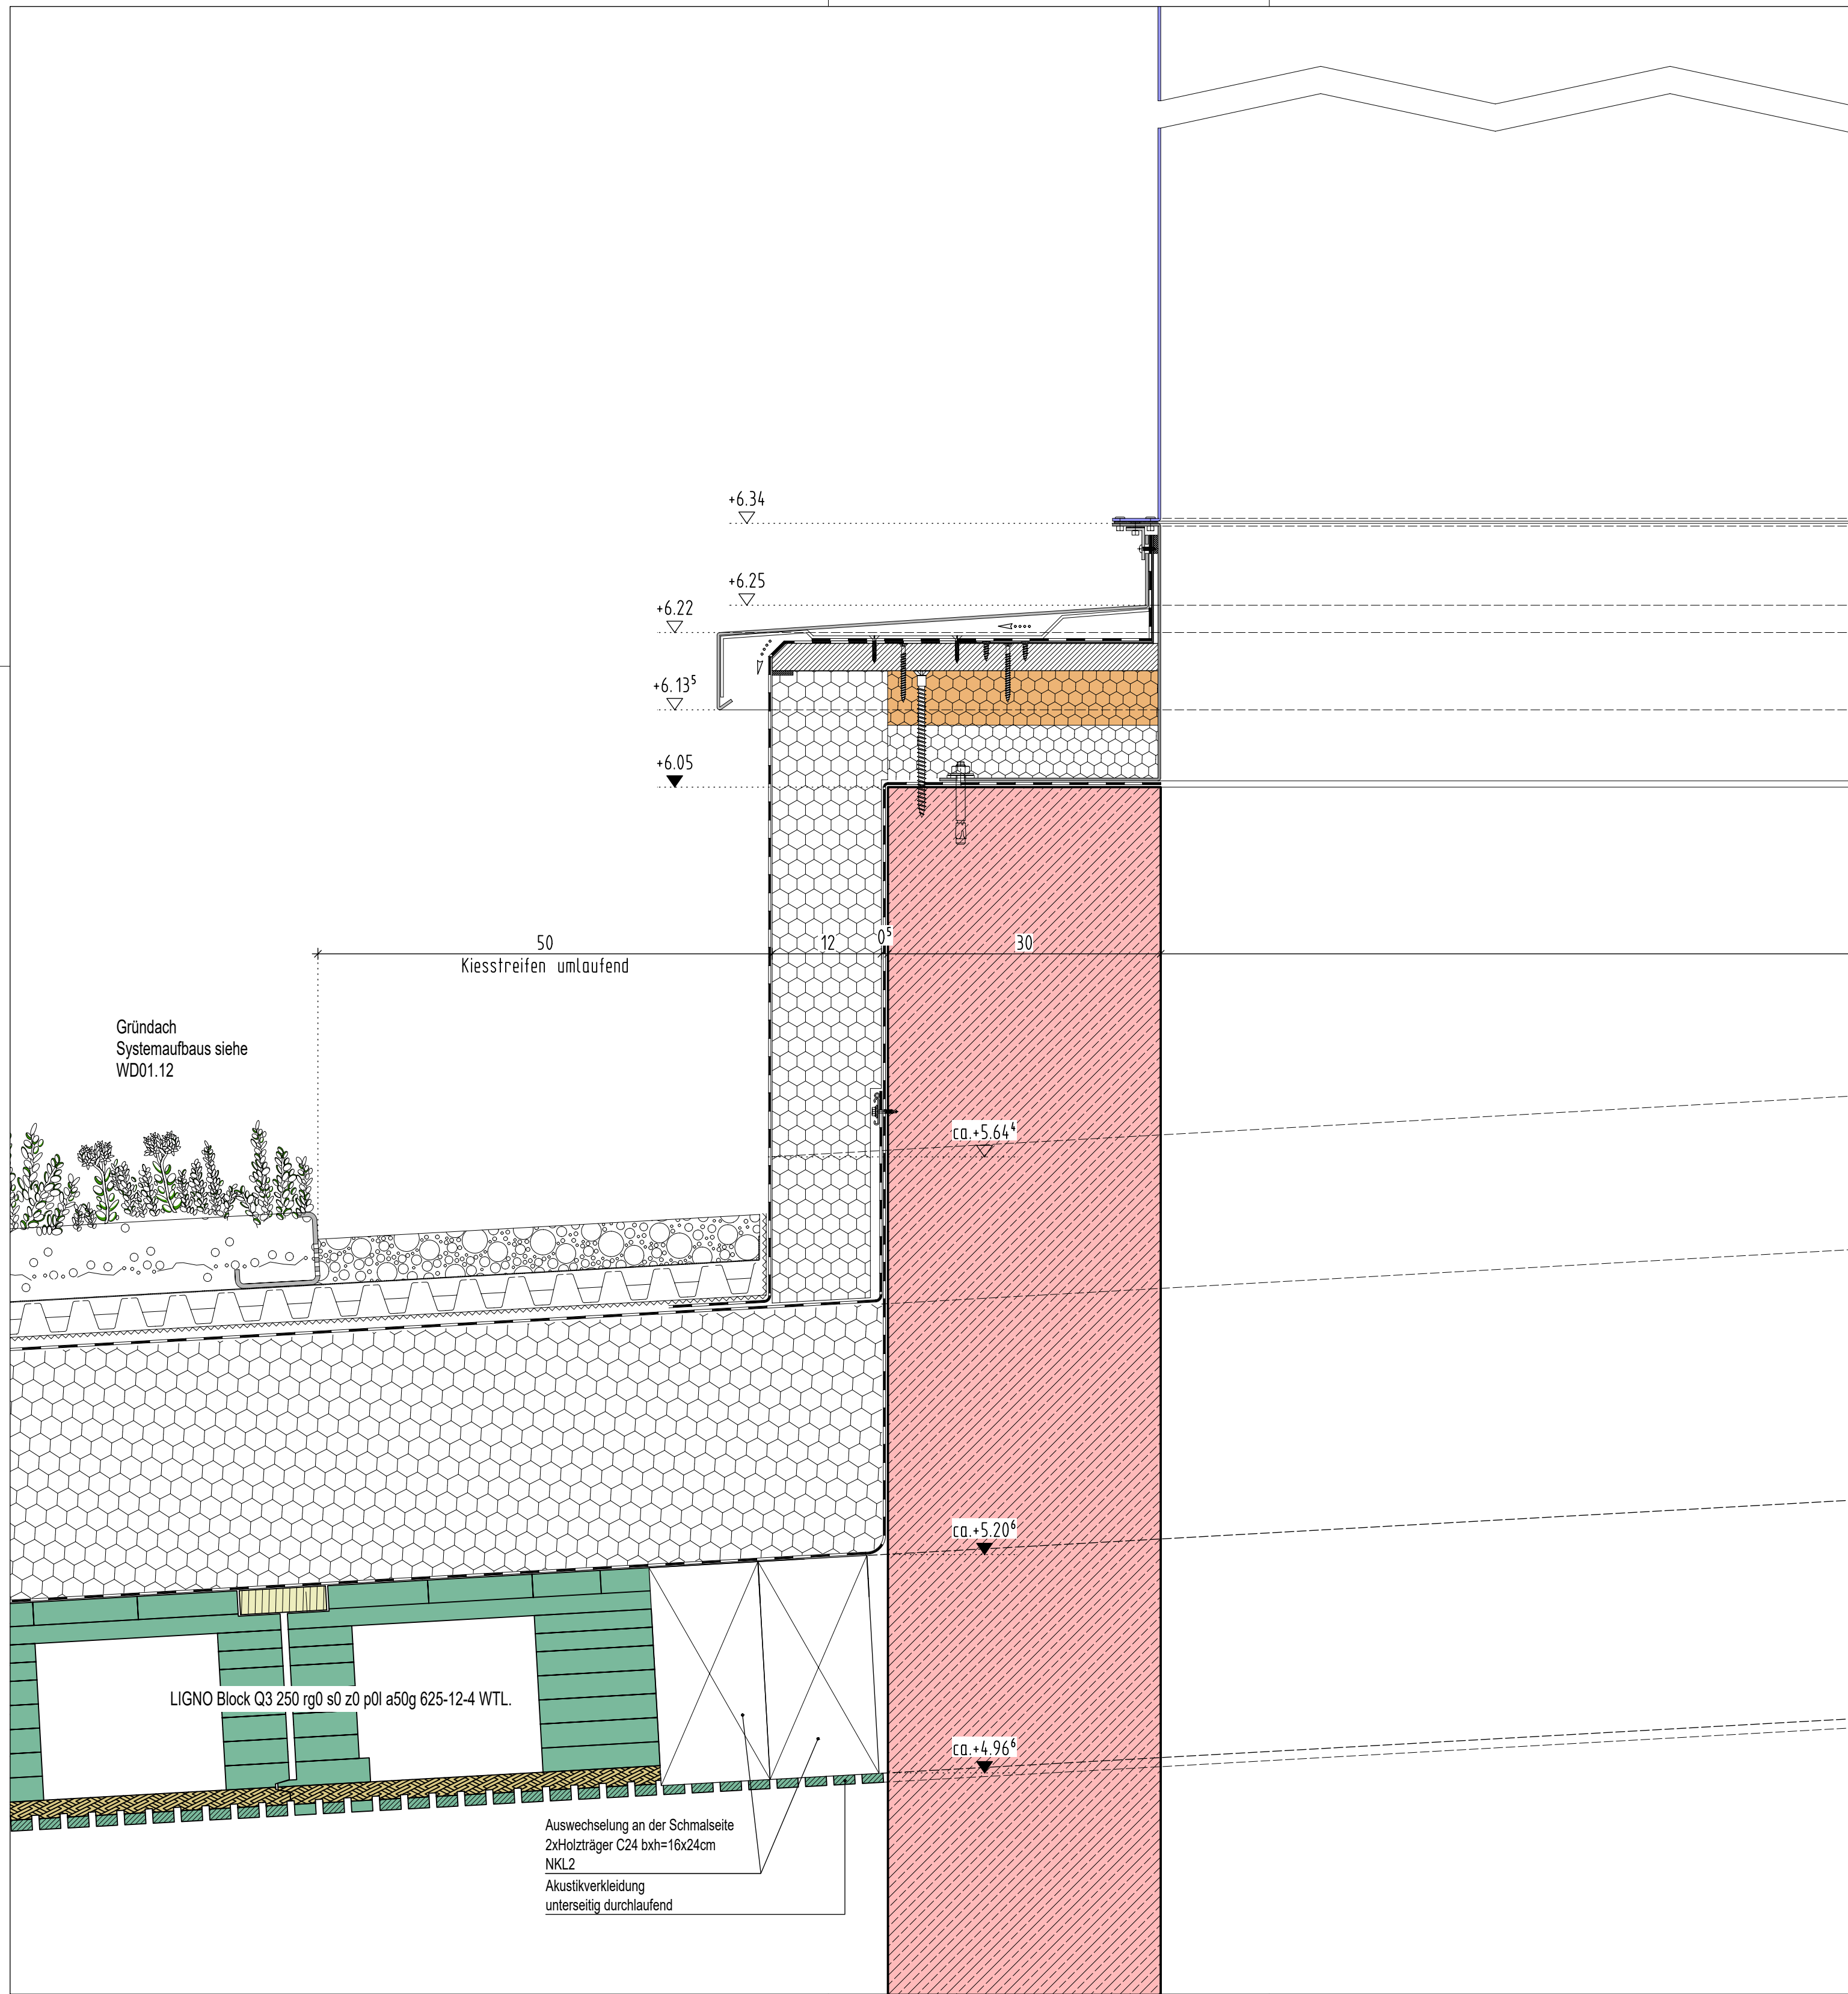 +6.34
+6.25
+6.22
+6.13⁵
+6.05
50
12
0⁵
30
Kiesstreifen umlaufend
Gründach
Systemaufbaus siehe
WD01.12
ca.+5.64⁴
ca.+5.20⁶
LIGNO Block Q3 250 rg0 s0 z0 p0l a50g 625-12-4 WTL.
ca.+4.96⁶
Auswechselung an der Schmalseite
2xHolzträger C24 bxh=16x24cm
NKL2
Akustikverkleidung
unterseitig durchlaufend